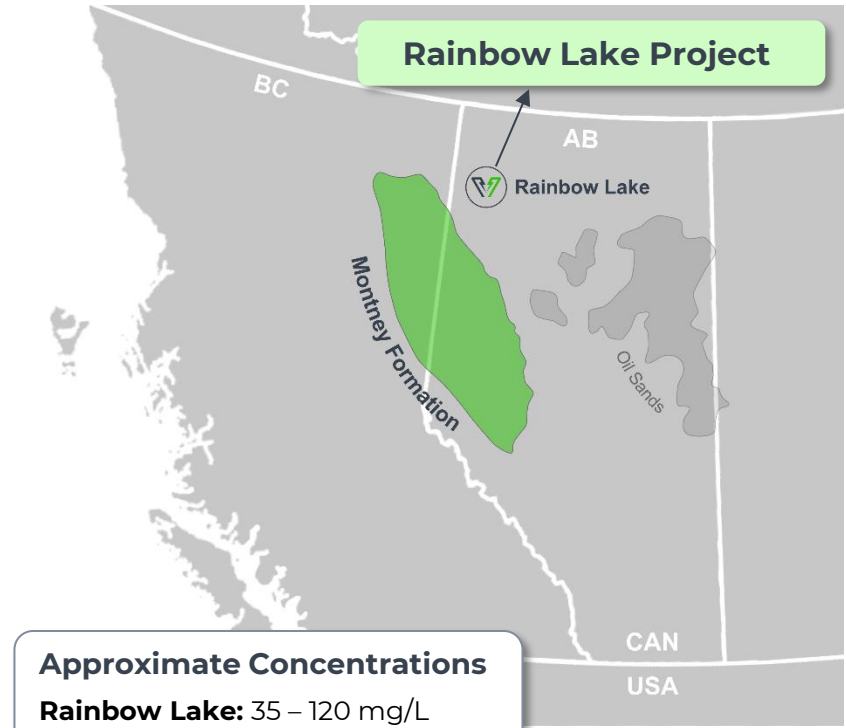 Rainbow Lake Project
BC
AB
Rainbow Lake
Montney Formation
Oil Sands
CAN
USA
Approximate Concentrations
Rainbow Lake: 35 – 120 mg/L